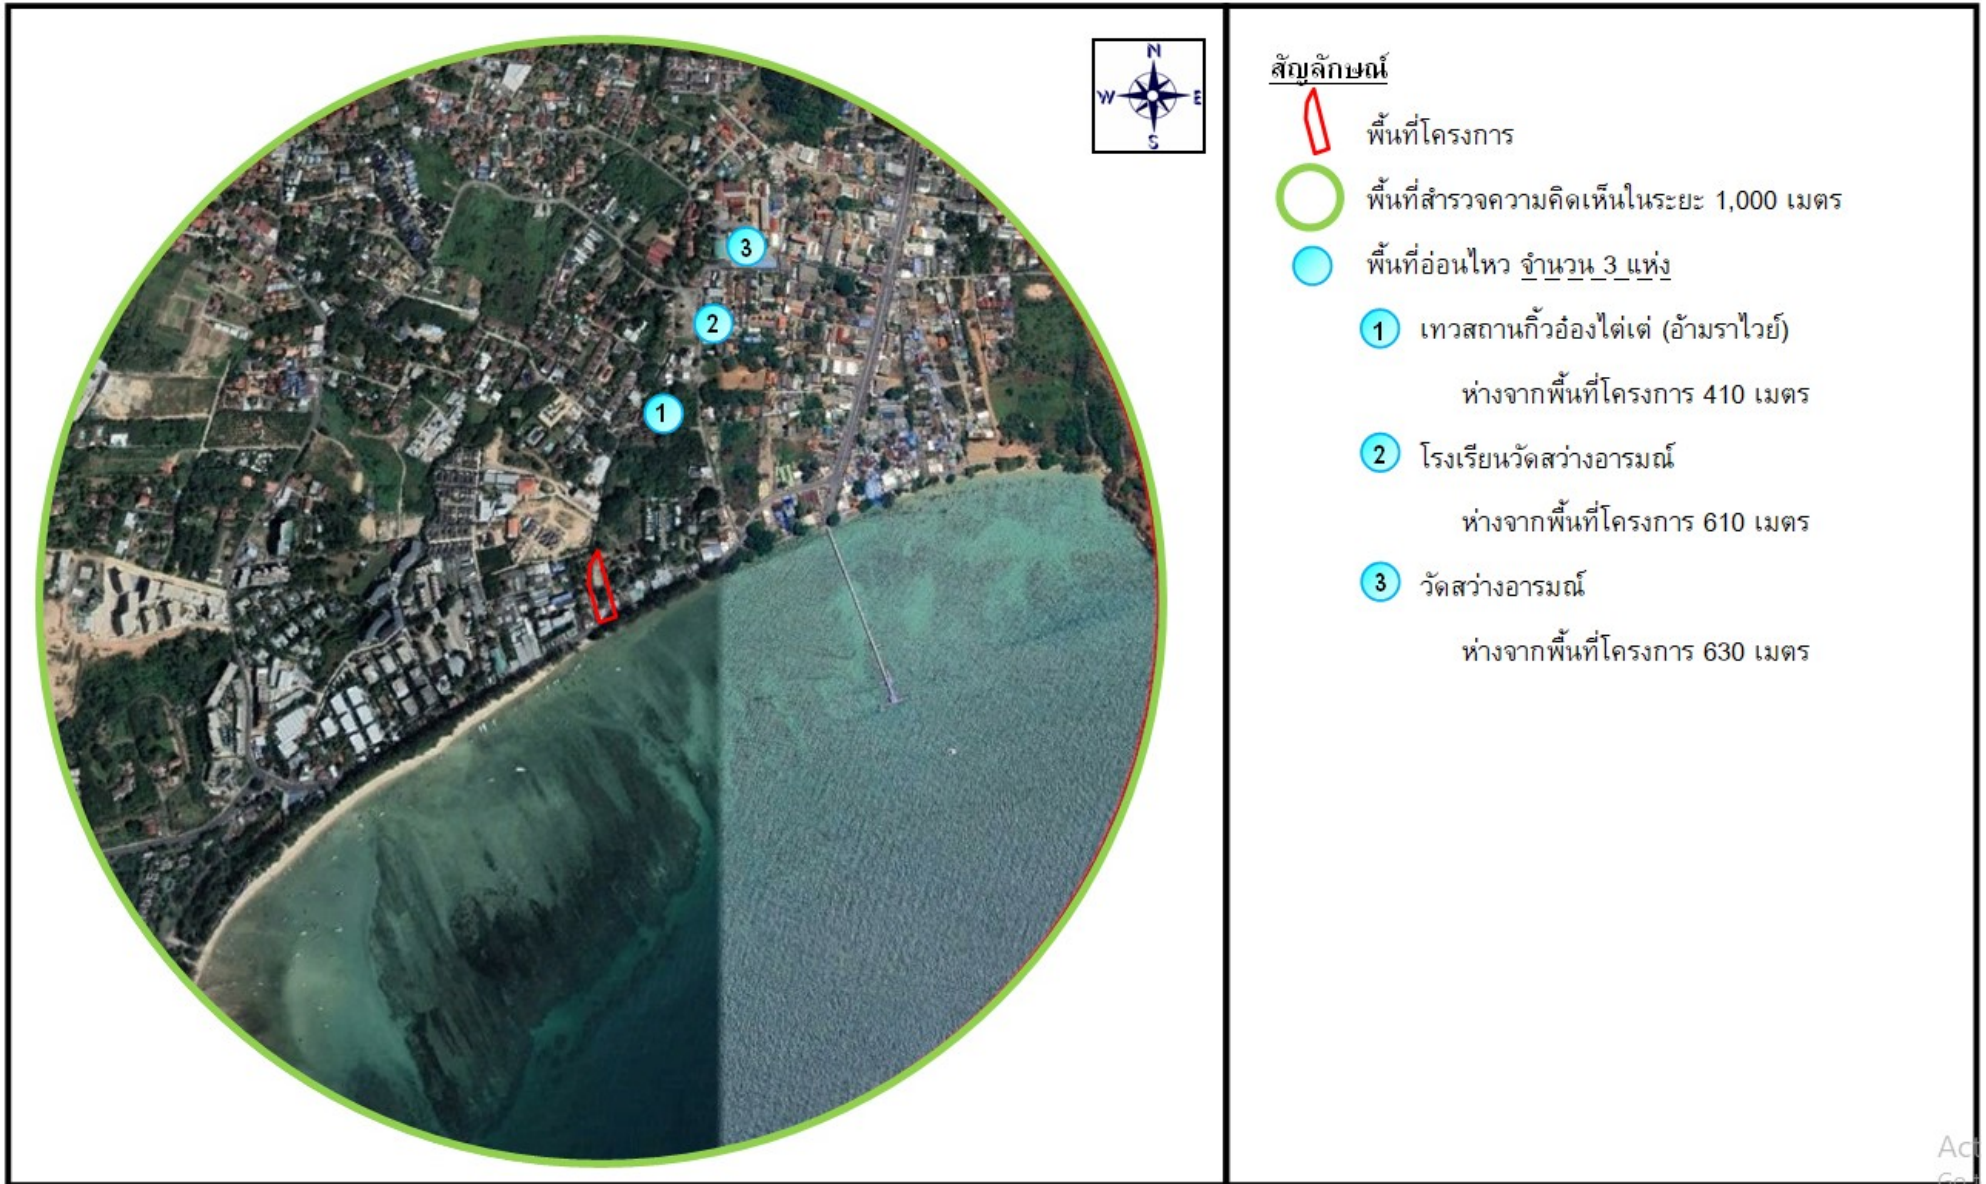 N
W E
S
3
2
1
สัญลักษณ์
พื้นที่โครงการ
พื้นที่สำรวจความคิดเห็นในระยะ 1,000 เมตร
พื้นที่อ่อนไหว จำนวน 3 แห่ง
1 เทวสถานกิ้วอ๋องไต่เต่ (อ้ามราไวย์)
ห่างจากพื้นที่โครงการ 410 เมตร
2 โรงเรียนวัดสว่างอารมณ์
ห่างจากพื้นที่โครงการ 610 เมตร
3 วัดสว่างอารมณ์
ห่างจากพื้นที่โครงการ 630 เมตร
Act